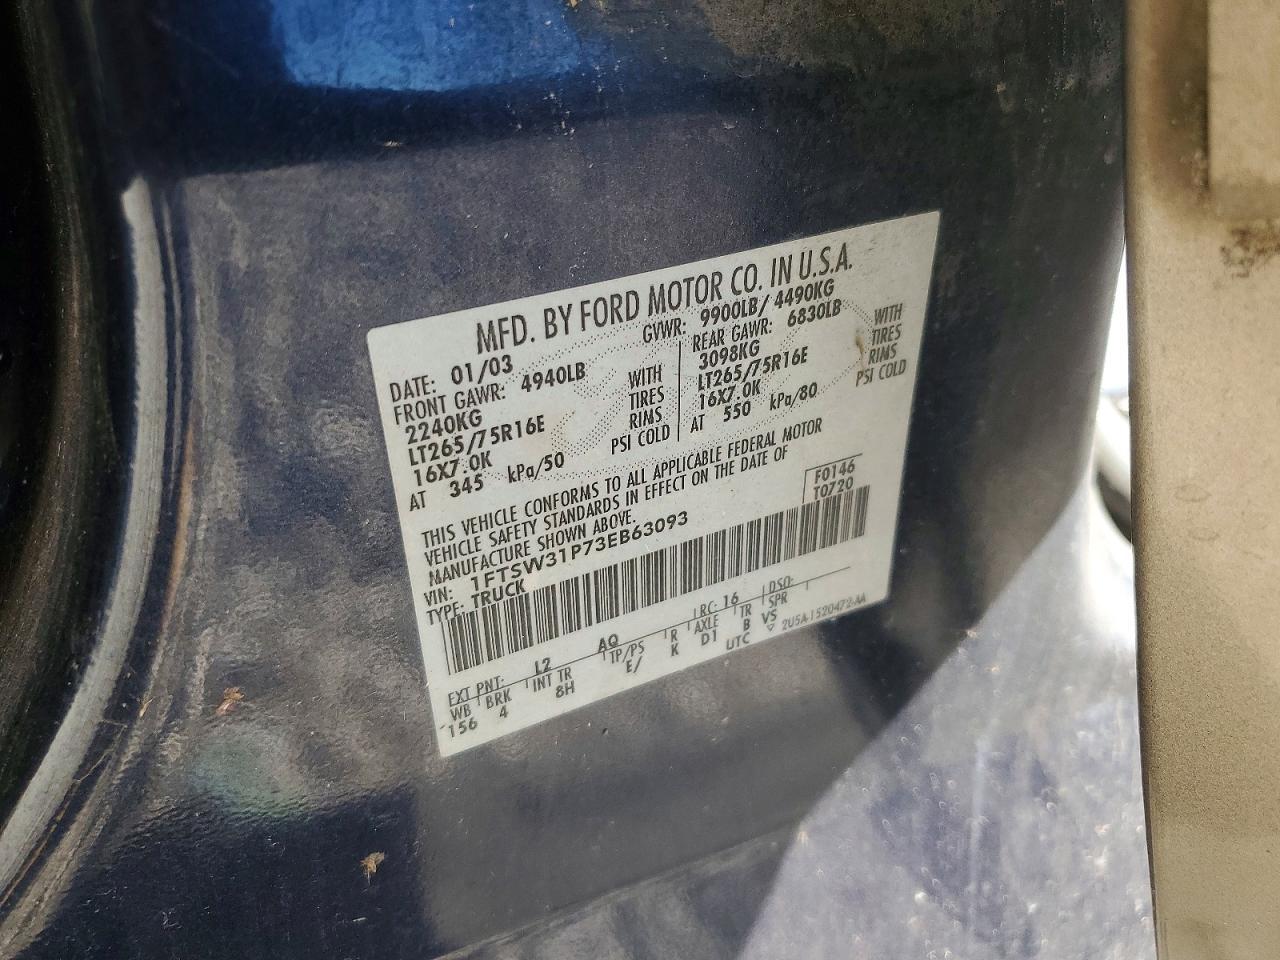 MFD. BY FORD MOTOR CO. IN U.S.A.
DATE: 01/03 GVWR: 9900LB/ 4490KG
FRONT GAWR: 4940LB REAR GAWR: 6830LB
2240KG WITH 3098KG WITH
LT265/75R16E TIRES LT265/75R16E TIRES
16X7.0K RIMS 16X7.0K RIMS
AT 345 kPa/50 PSI COLD AT 550 kPa/80 PSI COLD
THIS VEHICLE CONFORMS TO ALL APPLICABLE FEDERAL MOTOR
VEHICLE SAFETY STANDARDS IN EFFECT ON THE DATE OF
MANUFACTURE SHOWN ABOVE.
VIN: 1FTSW31P73EB63093 F0146
TYPE: TRUCK T0720
EXT PNT: L2 AQ RC: 16 DSO:
WB BRK INT TR TP/PS R AXLE TR SPR
156 4 8H E/ K D1 B VS
UTC ▽ 2U5A-1520472-AA